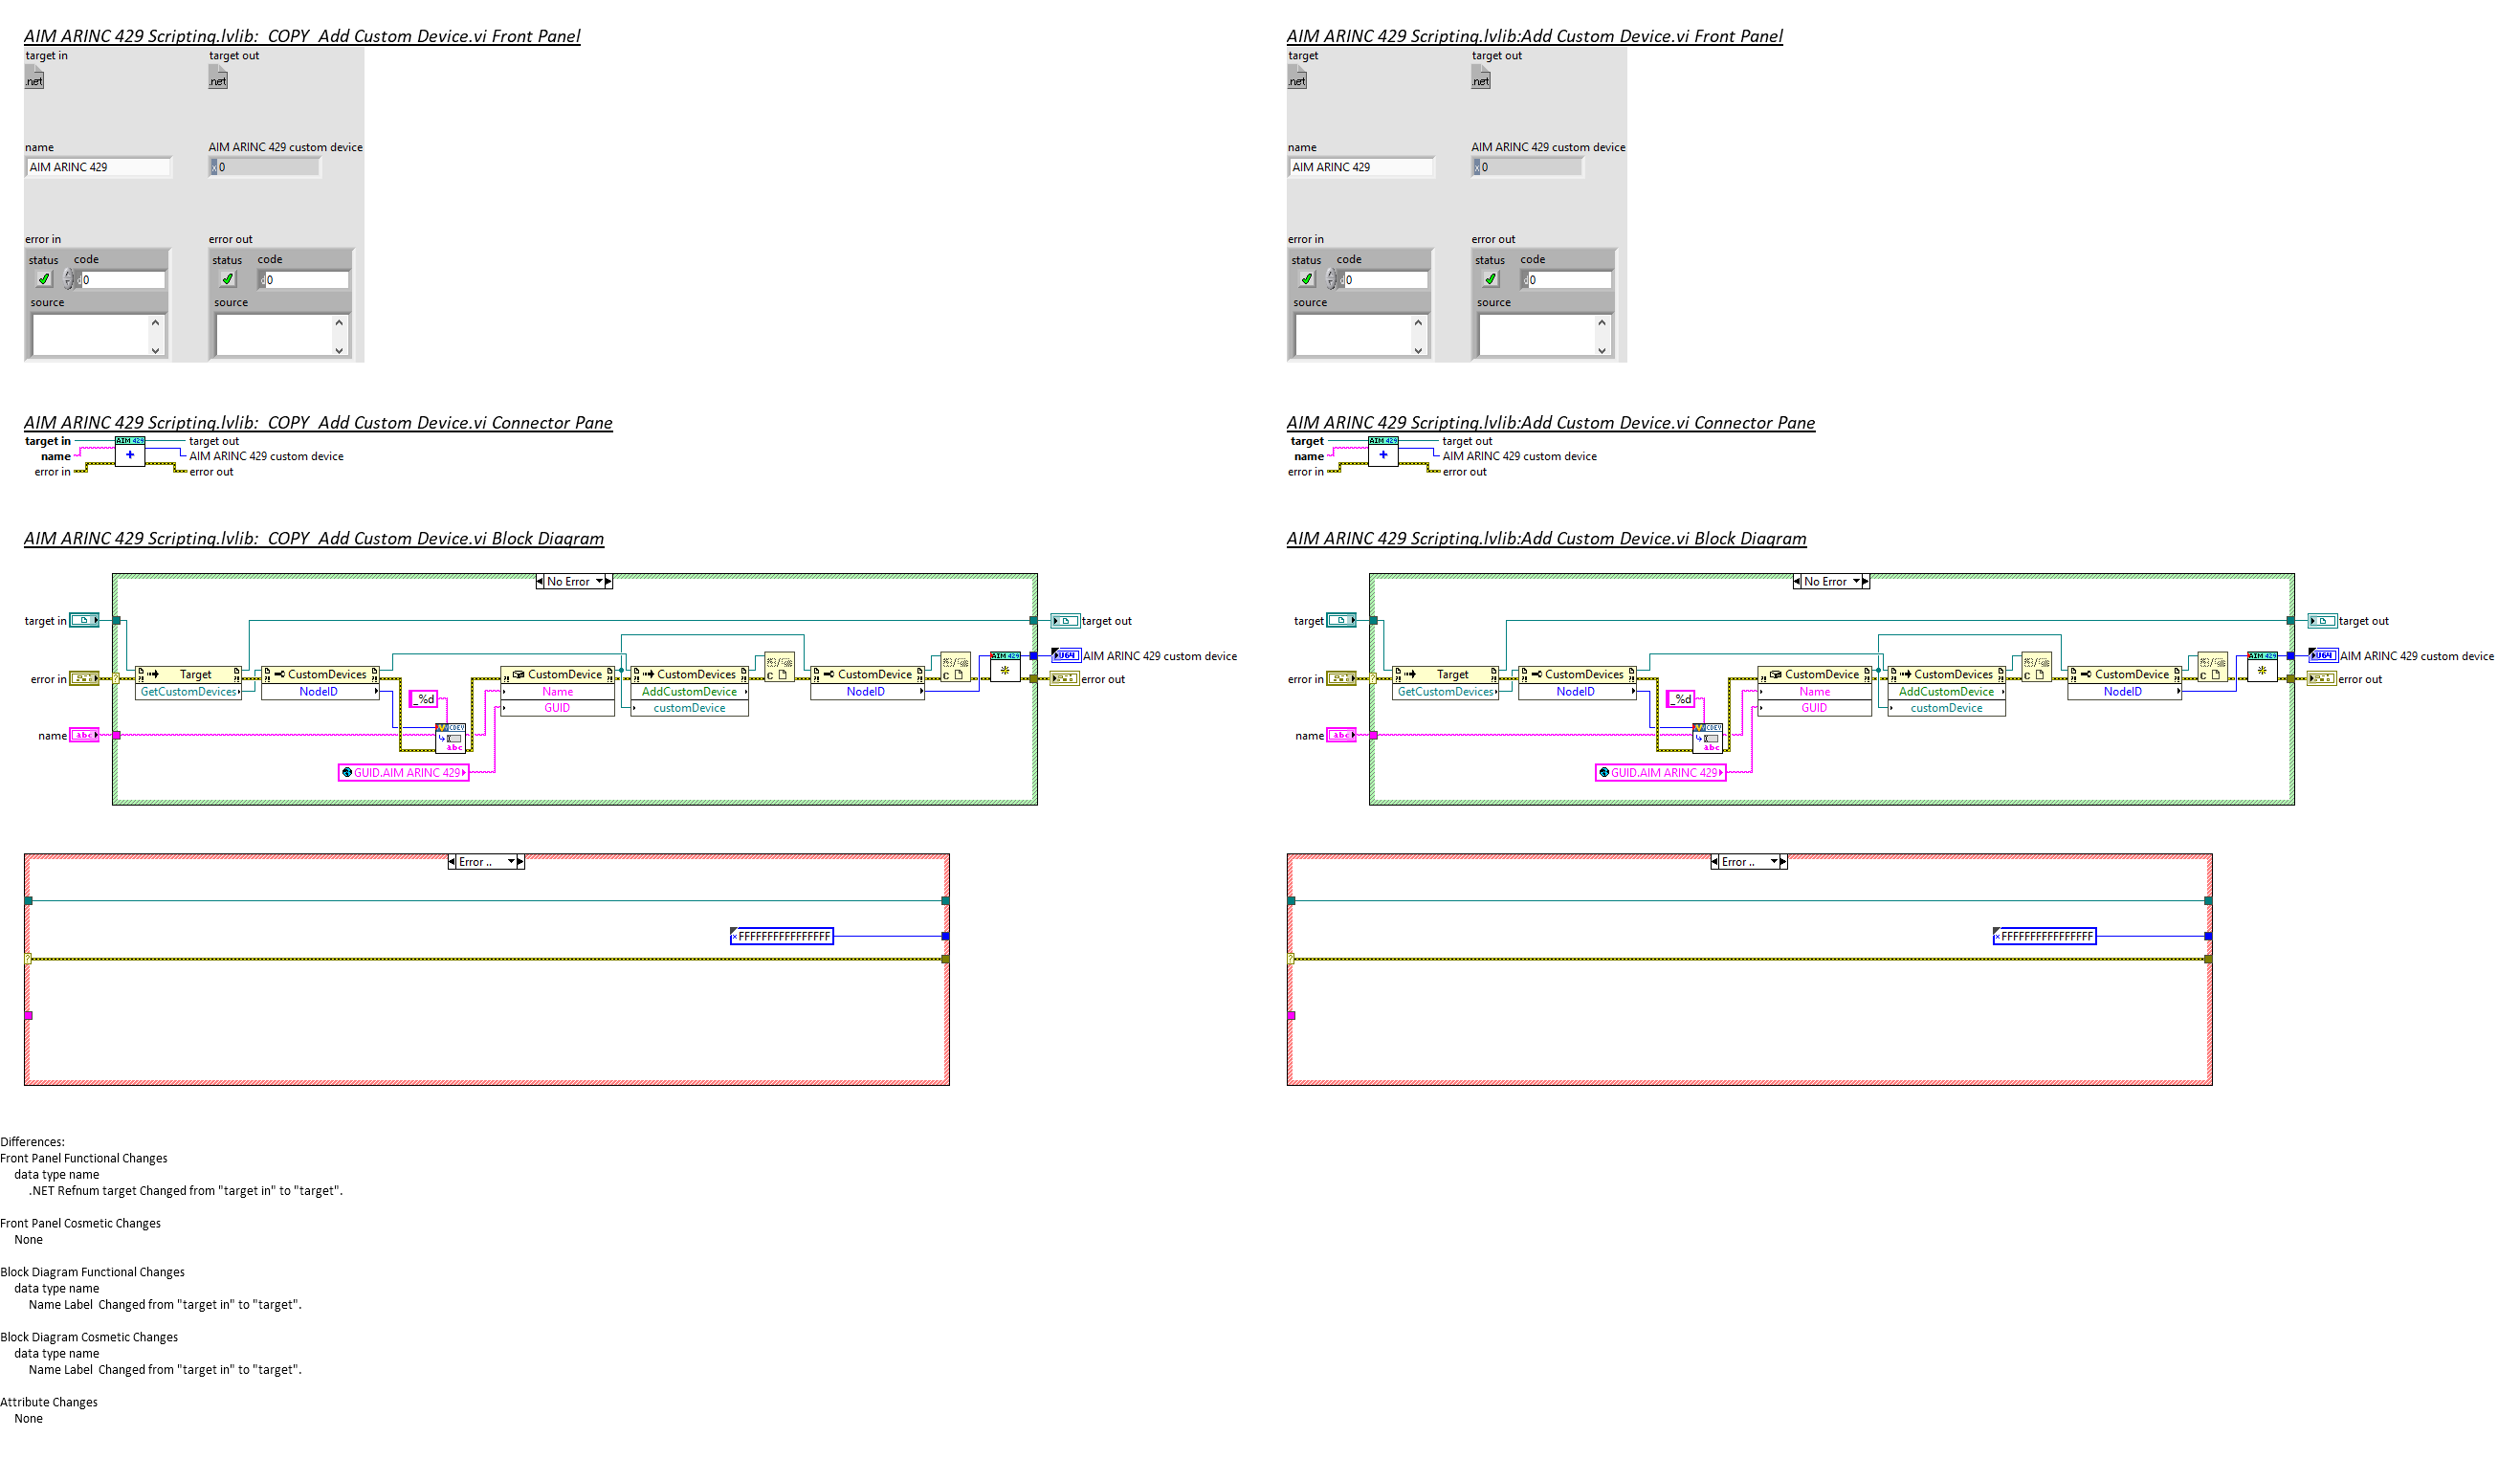 AIM ARINC 429 Scripting.lvlib:  COPY  Add Custom Device.vi Front Panel
target in
target out
.net
.net
name
AIM ARINC 429 custom device
AIM ARINC 429
x 0
error in
error out
status code
status code
d 0
d 0
source
source
AIM ARINC 429 Scripting.lvlib:  COPY  Add Custom Device.vi Connector Pane
target in
AIM 429
target out
name
+
AIM ARINC 429 custom device
error in
error out
AIM ARINC 429 Scripting.lvlib:  COPY  Add Custom Device.vi Block Diagram
No Error
target in
target out
Target
CustomDevices
CustomDevice
CustomDevices
CustomDevice
AIM 429
U64
AIM ARINC 429 custom device
error in
error out
GetCustomDevices
NodeID
_%d
Name
AddCustomDevice
NodeID
GUID
customDevice
name
abc
CDEV
abc
GUID.AIM ARINC 429
Error ..
×FFFFFFFFFFFFFFFF
AIM ARINC 429 Scripting.lvlib:Add Custom Device.vi Front Panel
target
target out
.net
.net
name
AIM ARINC 429 custom device
AIM ARINC 429
x 0
error in
error out
status code
status code
d 0
d 0
source
source
AIM ARINC 429 Scripting.lvlib:Add Custom Device.vi Connector Pane
target
AIM 429
target out
name
+
AIM ARINC 429 custom device
error in
error out
AIM ARINC 429 Scripting.lvlib:Add Custom Device.vi Block Diagram
No Error
target
target out
Target
CustomDevices
CustomDevice
CustomDevices
CustomDevice
AIM 429
U64
AIM ARINC 429 custom device
error in
error out
GetCustomDevices
NodeID
_%d
Name
AddCustomDevice
NodeID
GUID
customDevice
name
abc
CDEV
abc
GUID.AIM ARINC 429
Error ..
×FFFFFFFFFFFFFFFF
Differences:
Front Panel Functional Changes
data type name
.NET Refnum target Changed from "target in" to "target".
Front Panel Cosmetic Changes
None
Block Diagram Functional Changes
data type name
Name Label  Changed from "target in" to "target".
Block Diagram Cosmetic Changes
data type name
Name Label  Changed from "target in" to "target".
Attribute Changes
None